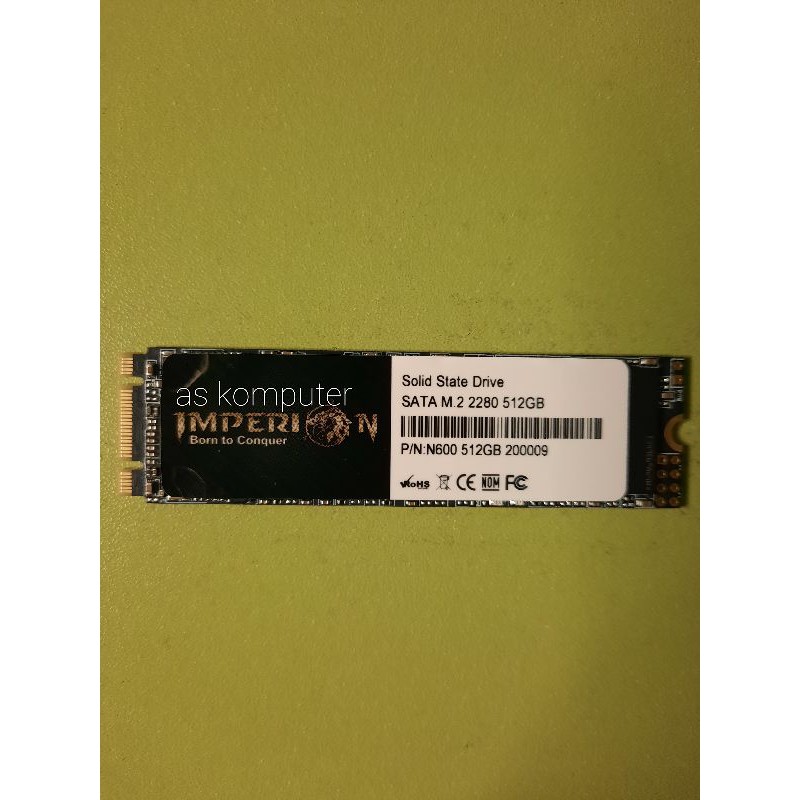 as komputer
IMPERION
Born to Conquer
Solid State Drive
SATA M.2 2280 512GB
P/N:N600 512GB 200009
RoHS CE NOM FC